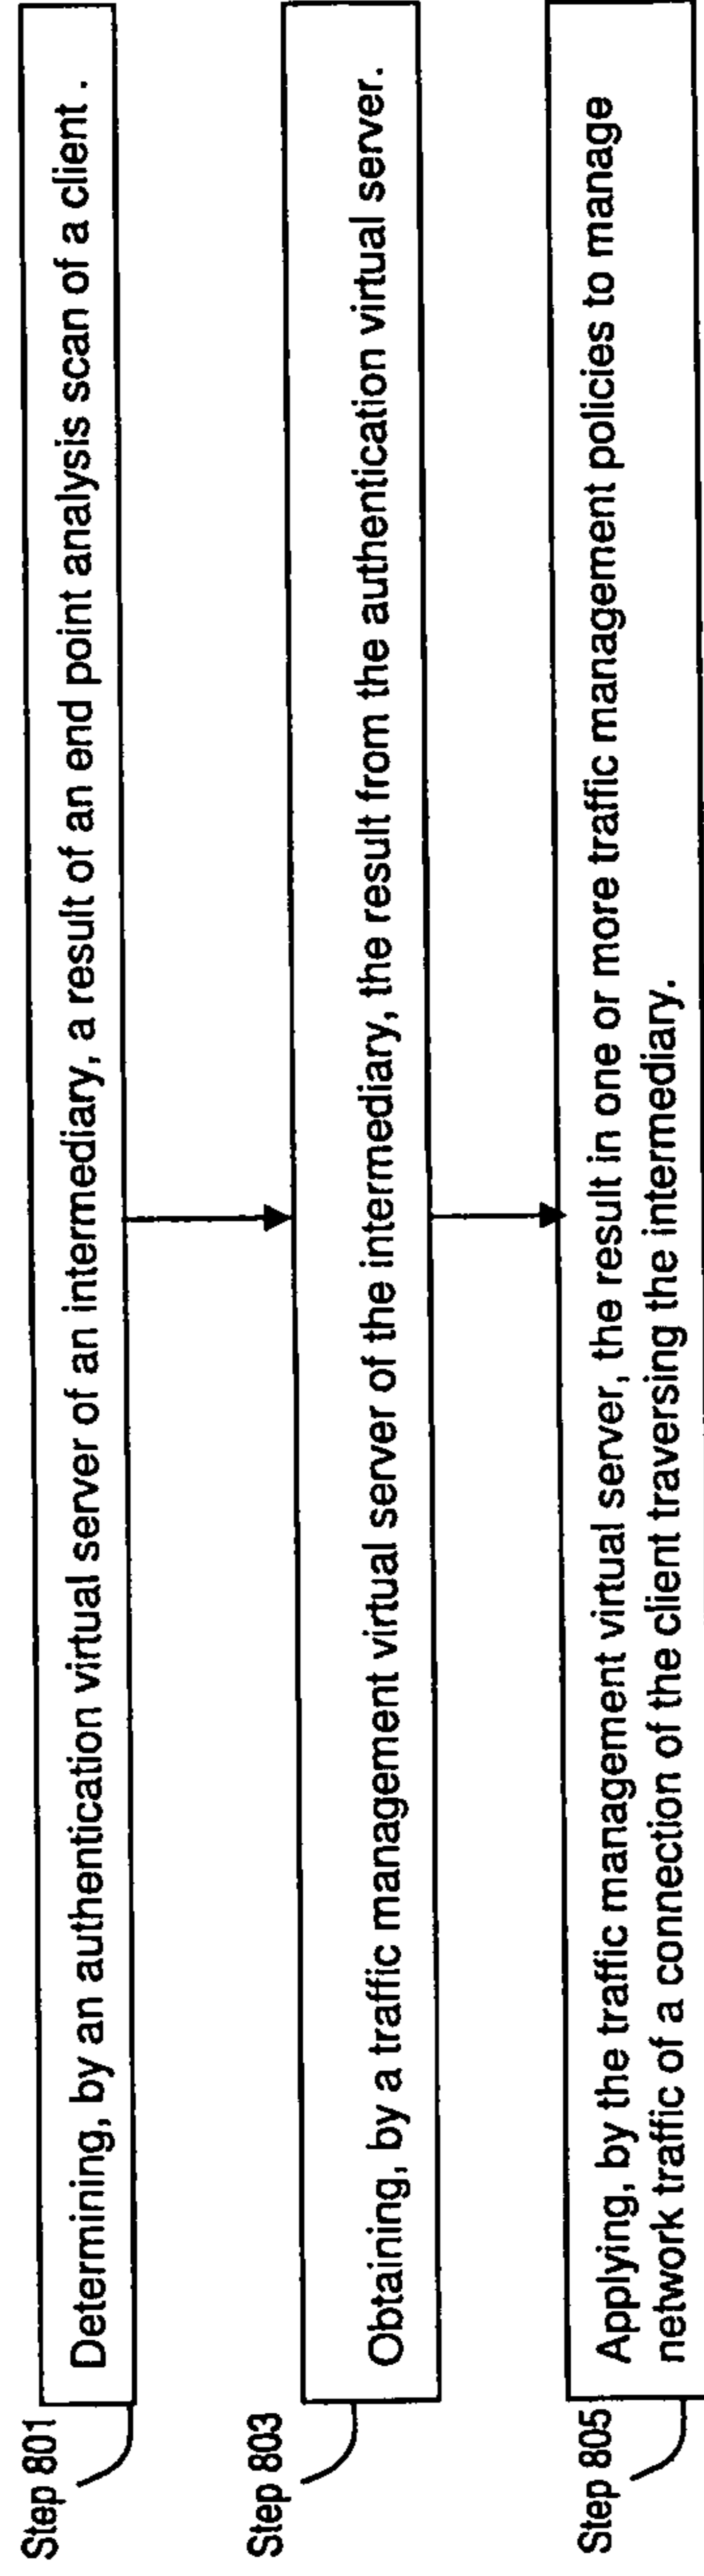 Step 801
Determining, by an authentication virtual server of an intermediary, a result of an end point analysis scan of a client .
Step 803
Obtaining, by a traffic management virtual server of the intermediary, the result from the authentication virtual server.
Step 805
Applying, by the traffic management virtual server, the result in one or more traffic management policies to manage
network traffic of a connection of the client traversing the intermediary.